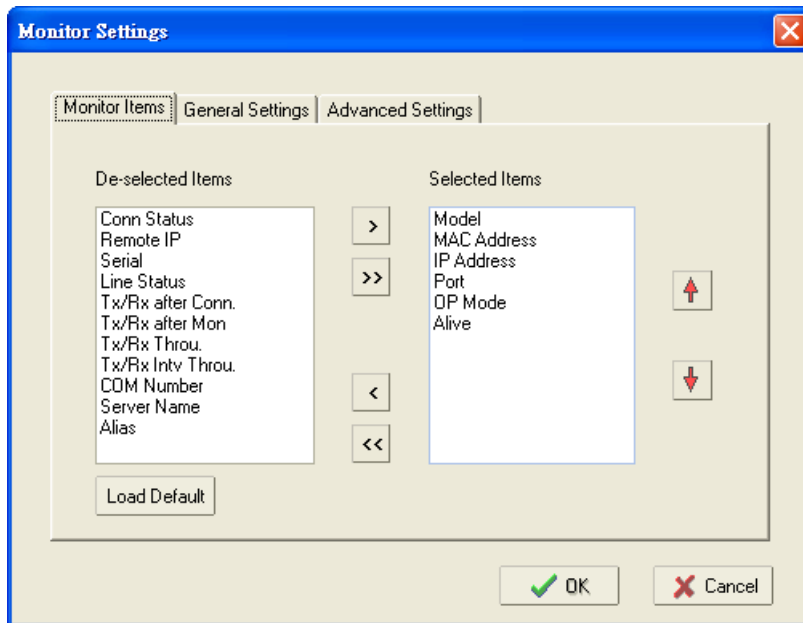 Monitor Settings
Monitor Items
General Settings
Advanced Settings
De-selected Items
Conn Status
Remote IP
Serial
Line Status
Tx/Rx after Conn.
Tx/Rx after Mon
Tx/Rx Throu.
Tx/Rx Intv Throu.
COM Number
Server Name
Alias
>
>>
<
<<
Selected Items
Model
MAC Address
IP Address
Port
OP Mode
Alive
Load Default
OK
Cancel